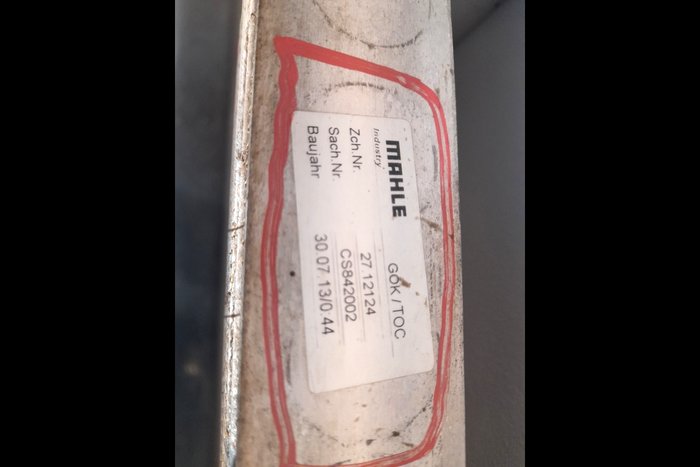 MAHLE GÖK / TOC
Industry
Zch.Nr. 27 12124
Sach.Nr. CS842002
Baujahr 30.07.13/0.44